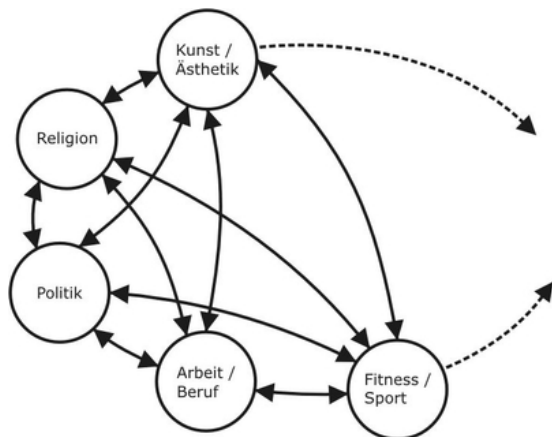 Kunst /
Ästhetik
Religion
Politik
Arbeit /
Beruf
Fitness /
Sport